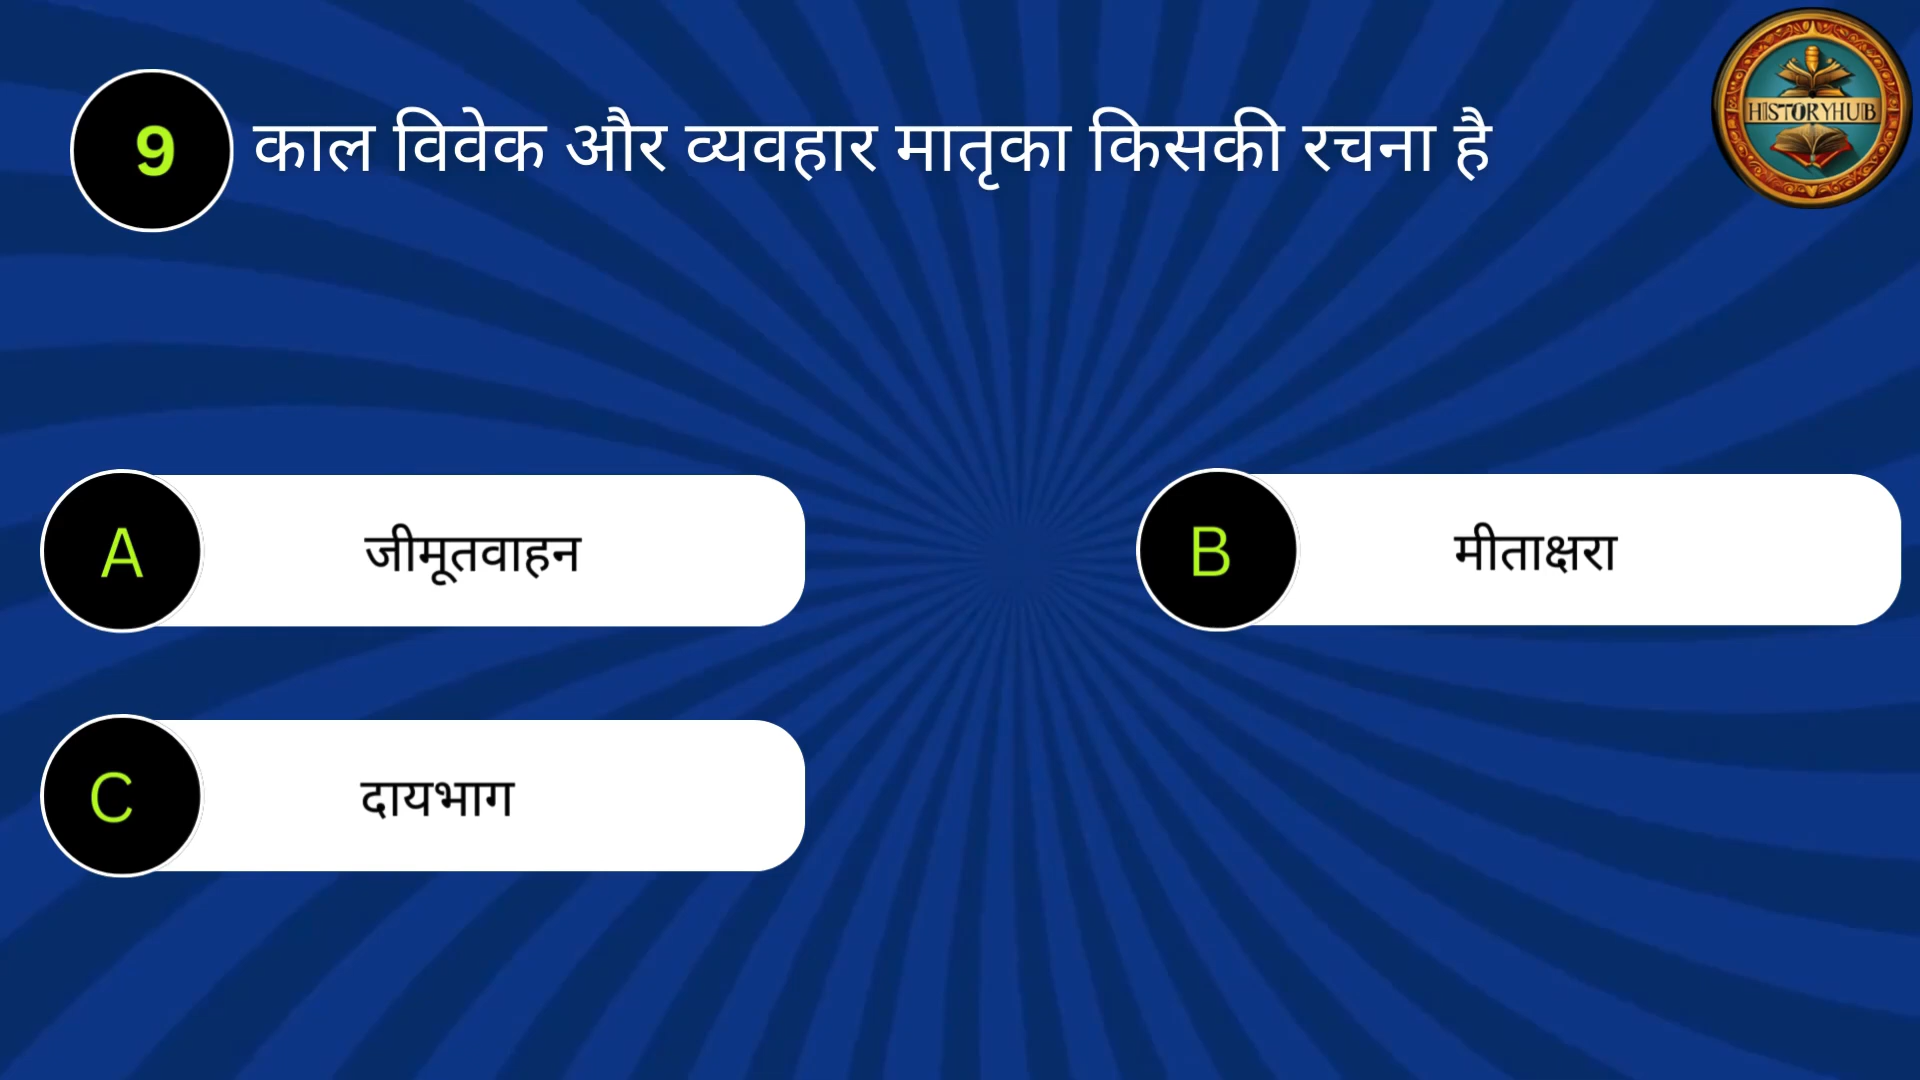 9 काल विवेक और व्यवहार मातृका किसकी रचना है
HISTORYHUB
A जीमूतवाहन
B मीताक्षरा
C दायभाग